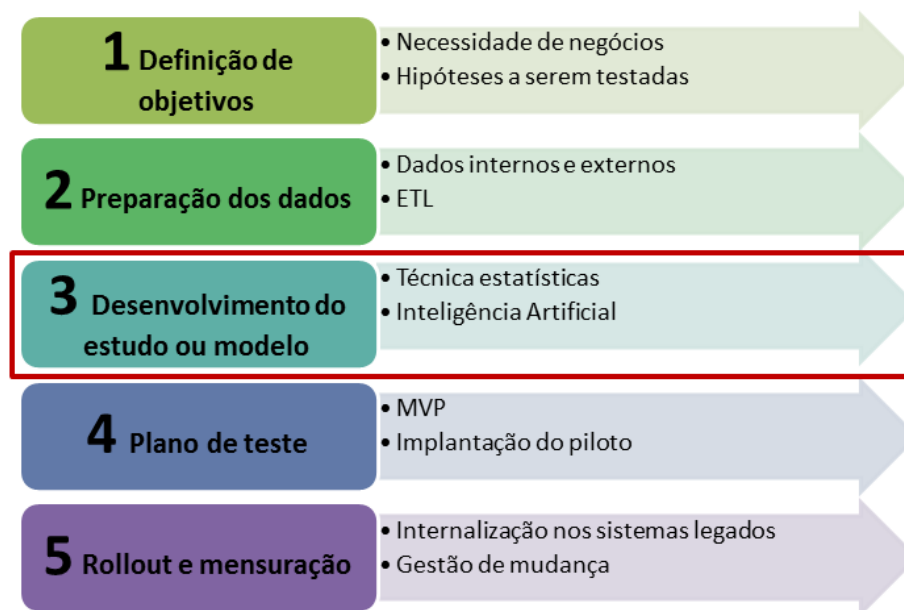 1 Definição de
objetivos
• Necessidade de negócios
• Hipóteses a serem testadas
2 Preparação dos dados
• Dados internos e externos
• ETL
3 Desenvolvimento do
estudo ou modelo
• Técnica estatísticas
• Inteligência Artificial
4 Plano de teste
• MVP
• Implantação do piloto
5 Rollout e mensuração
• Internalização nos sistemas legados
• Gestão de mudança